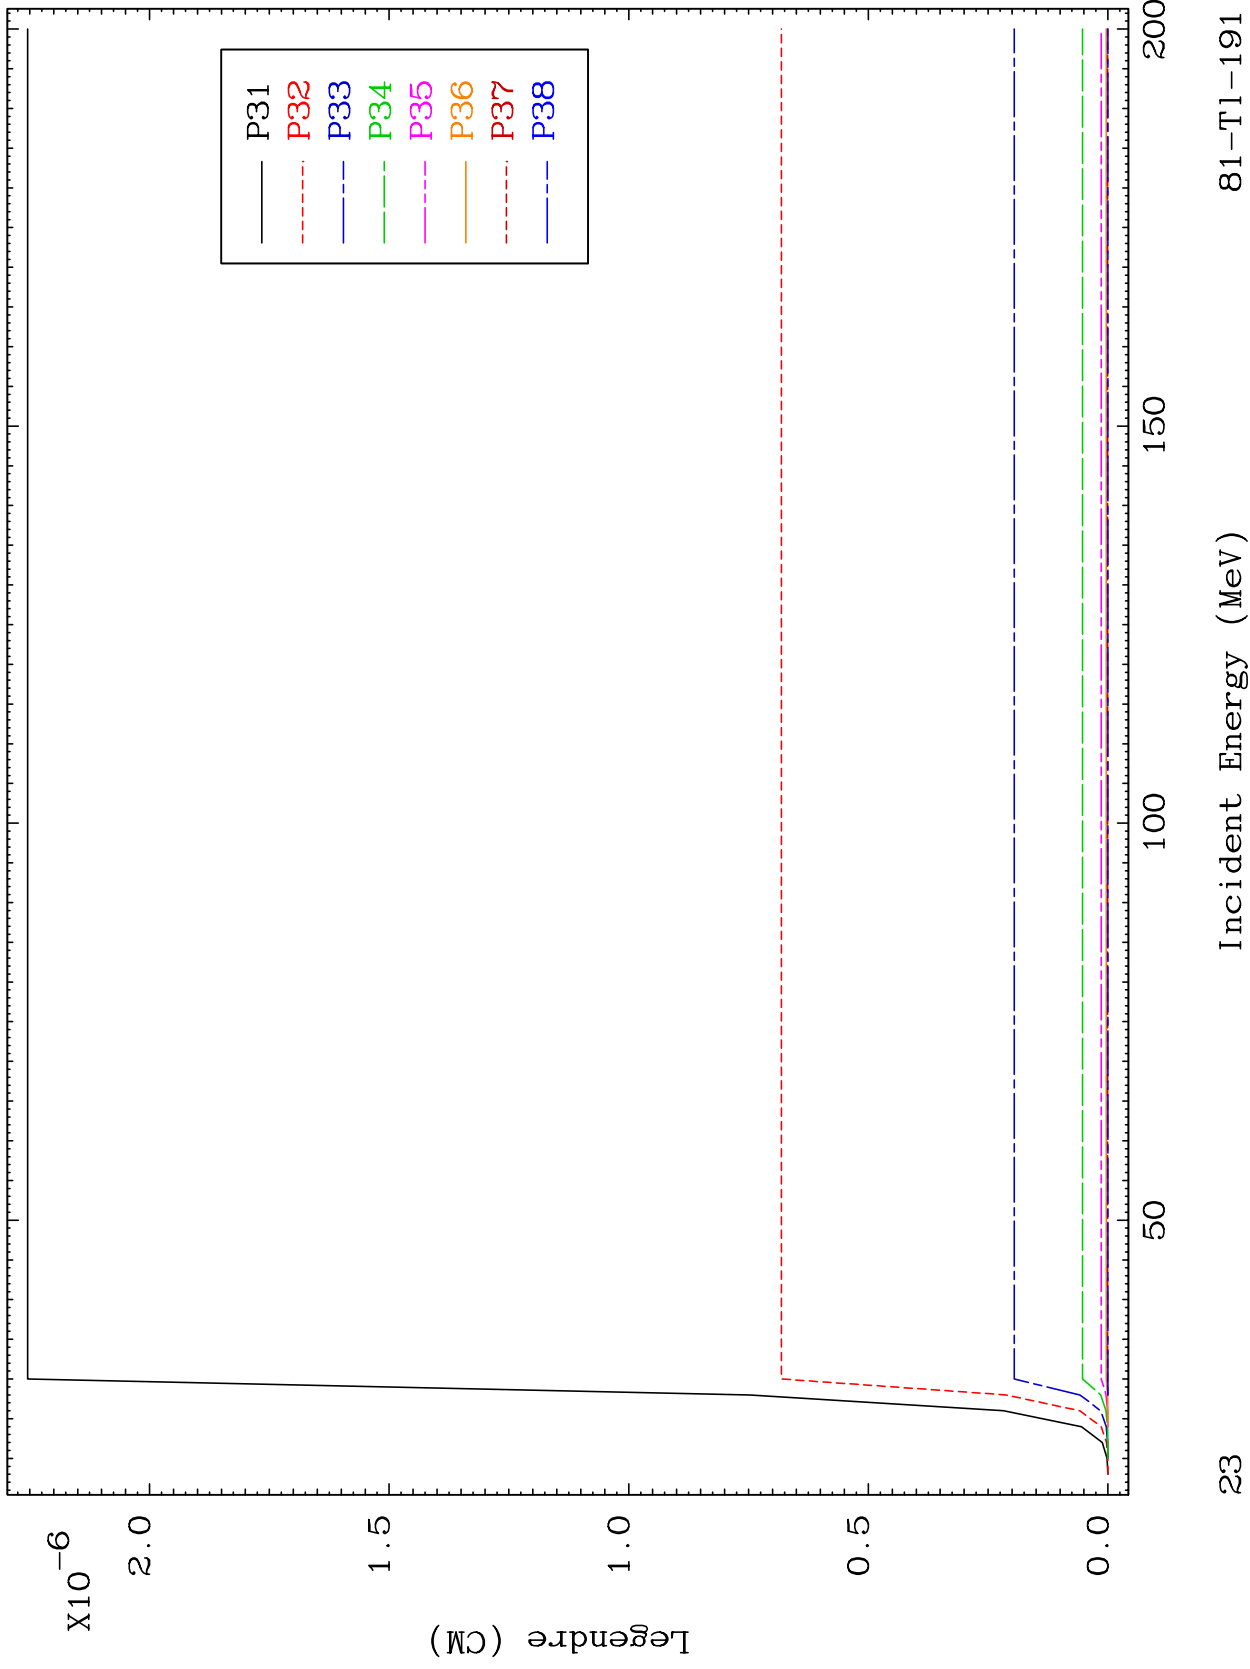 X10-6
2.0
1.5
1.0
0.5
0.0
Legendre (CM)
P31
P32
P33
P34
P35
P36
P37
P38
50
100
150
200
Incident Energy (MeV)
23
81-Tl-191